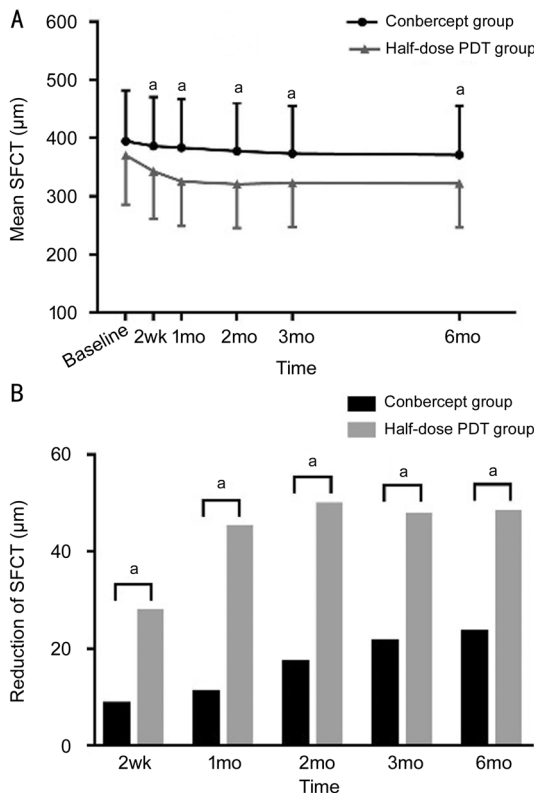 A
Conbercept group
Half-dose PDT group
600
500
400
300
200
100
Mean SFCT (μm)
a a a a a
Baseline 2wk 1mo 2mo 3mo 6mo
Time
B
Conbercept group
Half-dose PDT group
60
40
20
0
Reduction of SFCT (μm)
a a a a a
2wk 1mo 2mo 3mo 6mo
Time